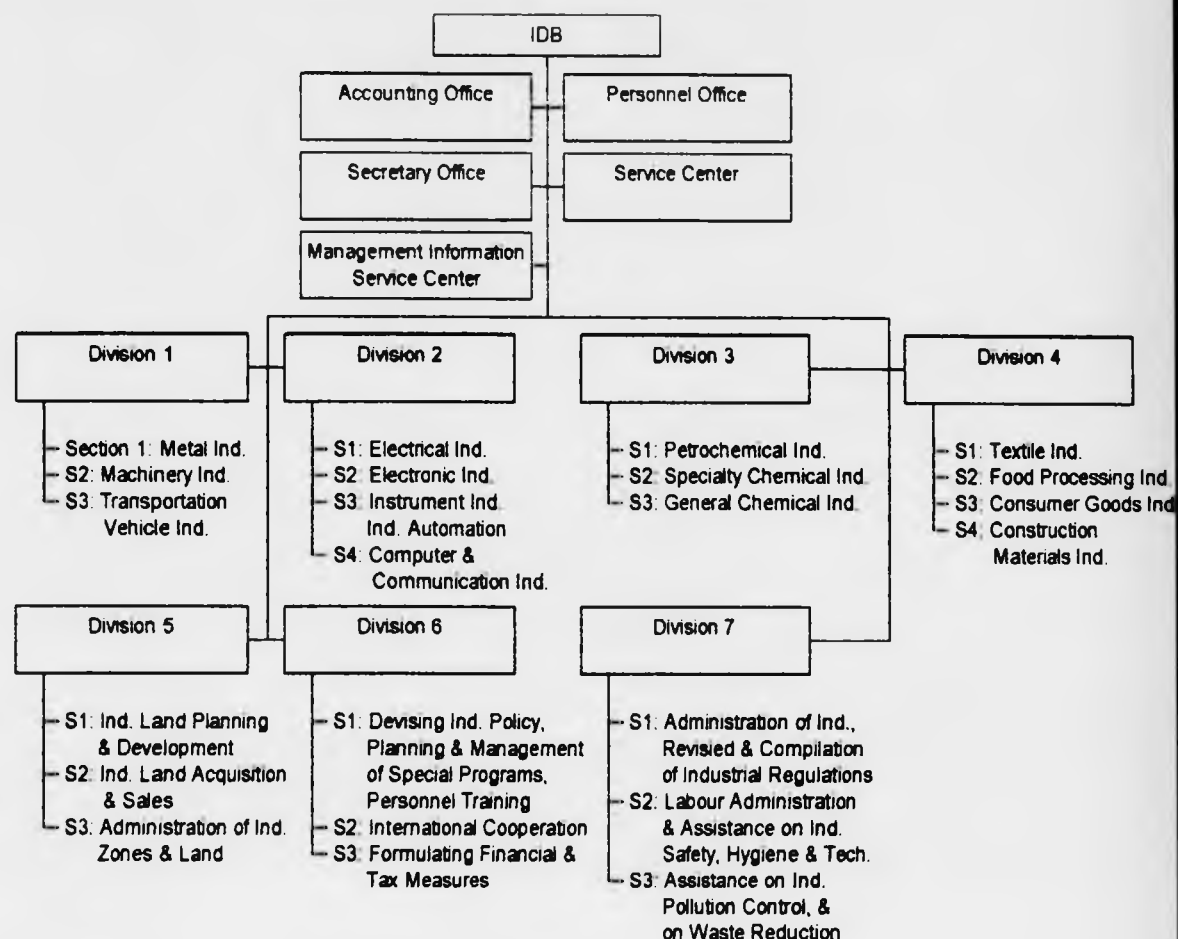 IDB
Accounting Office
Personnel Office
Secretary Office
Service Center
Management Information
Service Center
Division 1
Section 1: Metal Ind.
S2: Machinery Ind.
S3: Transportation
Vehicle Ind.
Division 2
S1: Electrical Ind.
S2: Electronic Ind.
S3: Instrument Ind.
Ind. Automation
S4: Computer &
Communication Ind.
Division 3
S1: Petrochemical Ind.
S2: Specialty Chemical Ind.
S3: General Chemical Ind.
Division 4
S1: Textile Ind.
S2: Food Processing Ind.
S3: Consumer Goods Ind
S4: Construction
Materials Ind.
Division 5
S1: Ind. Land Planning
& Development
S2: Ind. Land Acquisition
& Sales
S3: Administration of Ind.
Zones & Land
Division 6
S1: Devising Ind. Policy,
Planning & Management
of Special Programs,
Personnel Training
S2: International Cooperation
S3: Formulating Financial &
Tax Measures
Division 7
S1: Administration of Ind.,
Revisied & Compilation
of Industrial Regulations
S2: Labour Administration
& Assistance on Ind.
Safety, Hygiene & Tech.
S3: Assistance on Ind.
Pollution Control, &
on Waste Reduction